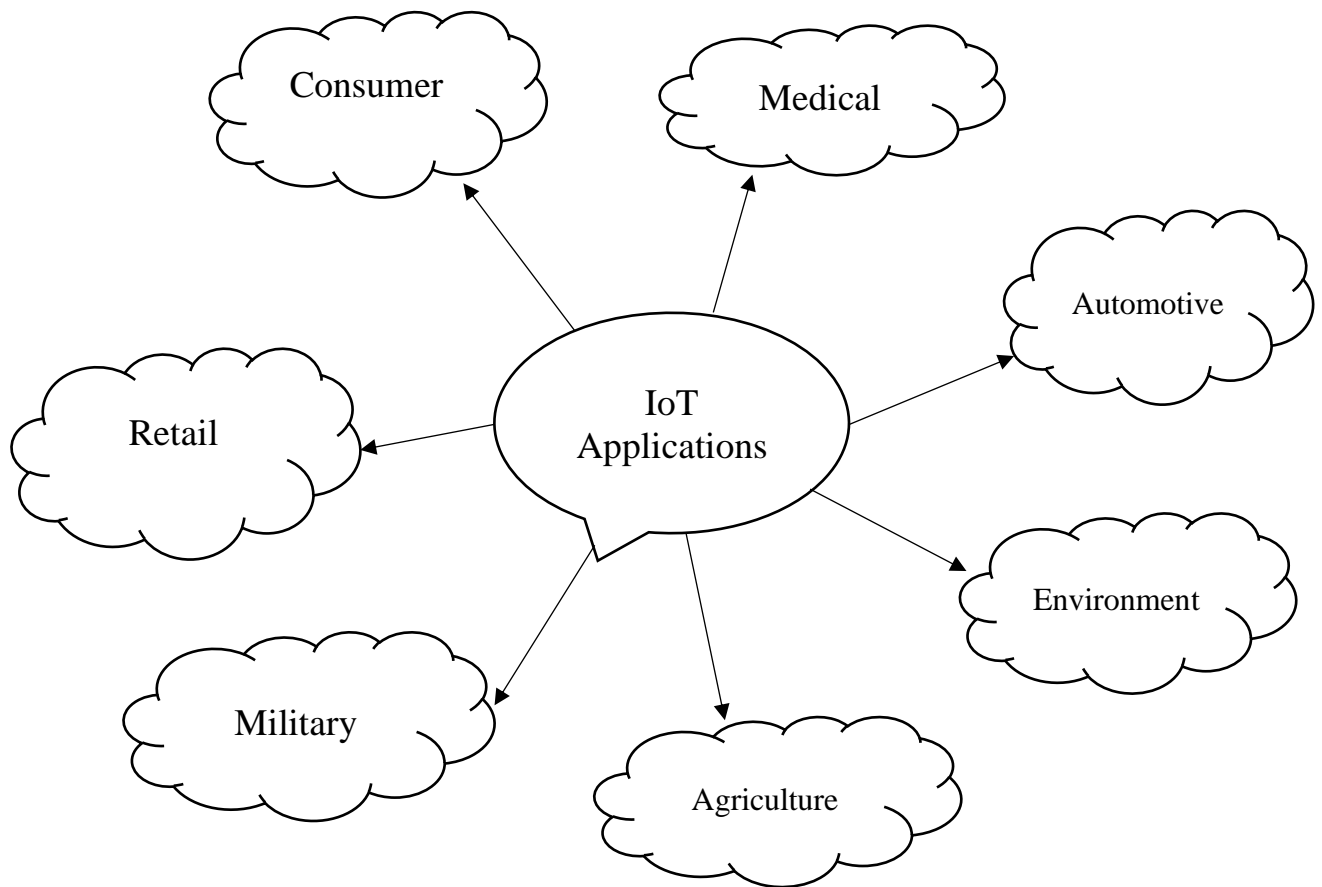 Consumer
Medical
Automotive
IoT
Applications
Retail
Environment
Military
Agriculture